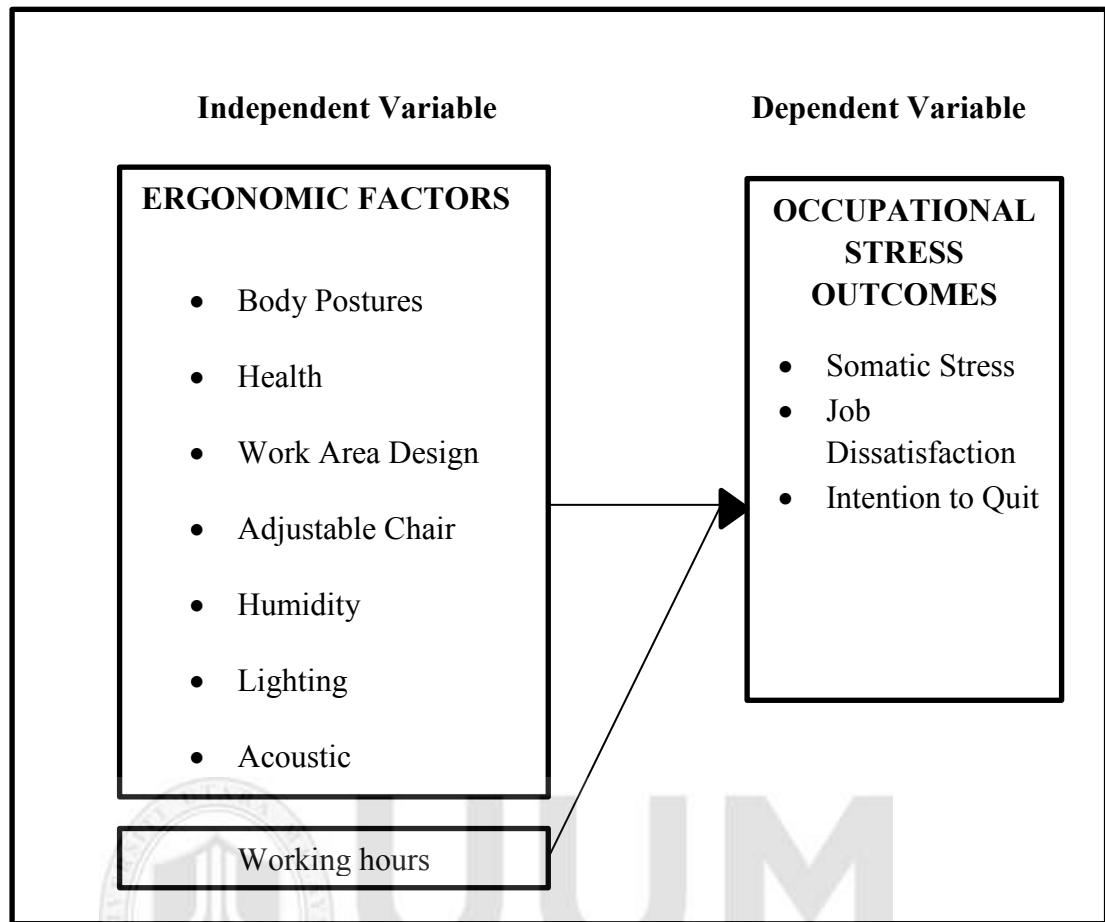 Independent Variable
Dependent Variable
ERGONOMIC FACTORS
• Body Postures
• Health
• Work Area Design
• Adjustable Chair
• Humidity
• Lighting
• Acoustic
Working hours
OCCUPATIONAL
STRESS
OUTCOMES
• Somatic Stress
• Job
Dissatisfaction
• Intention to Quit
UUM